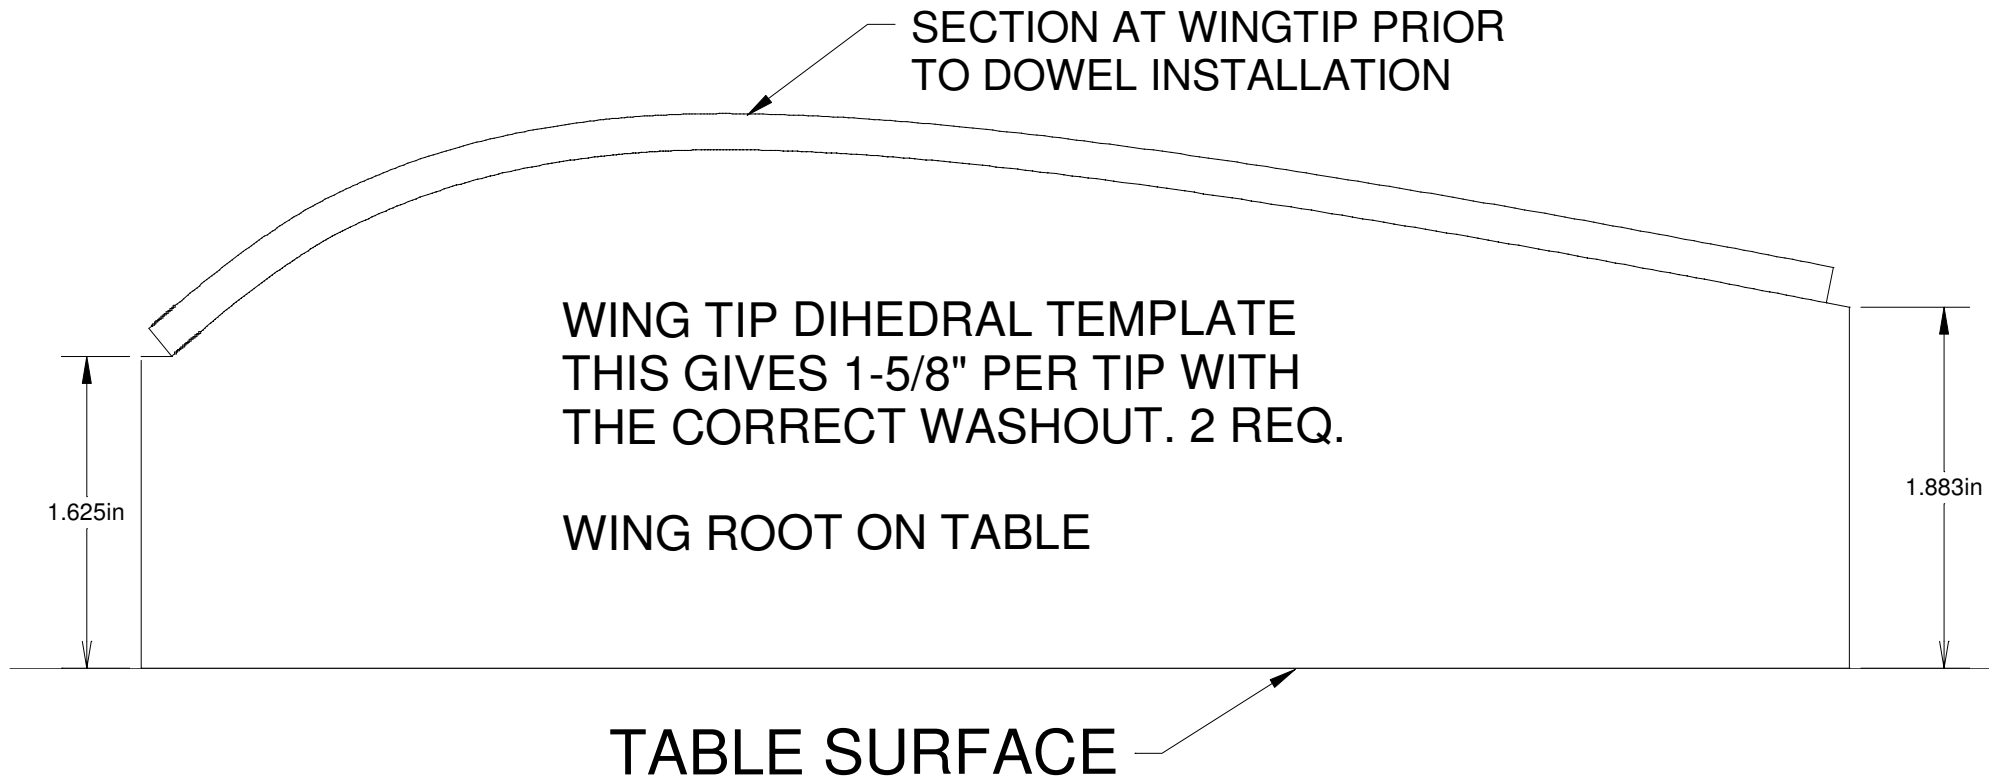 SECTION AT WINGTIP PRIOR
TO DOWEL INSTALLATION
WING TIP DIHEDRAL TEMPLATE
THIS GIVES 1-5/8" PER TIP WITH
THE CORRECT WASHOUT. 2 REQ.
1.625in
1.883in
WING ROOT ON TABLE
TABLE SURFACE